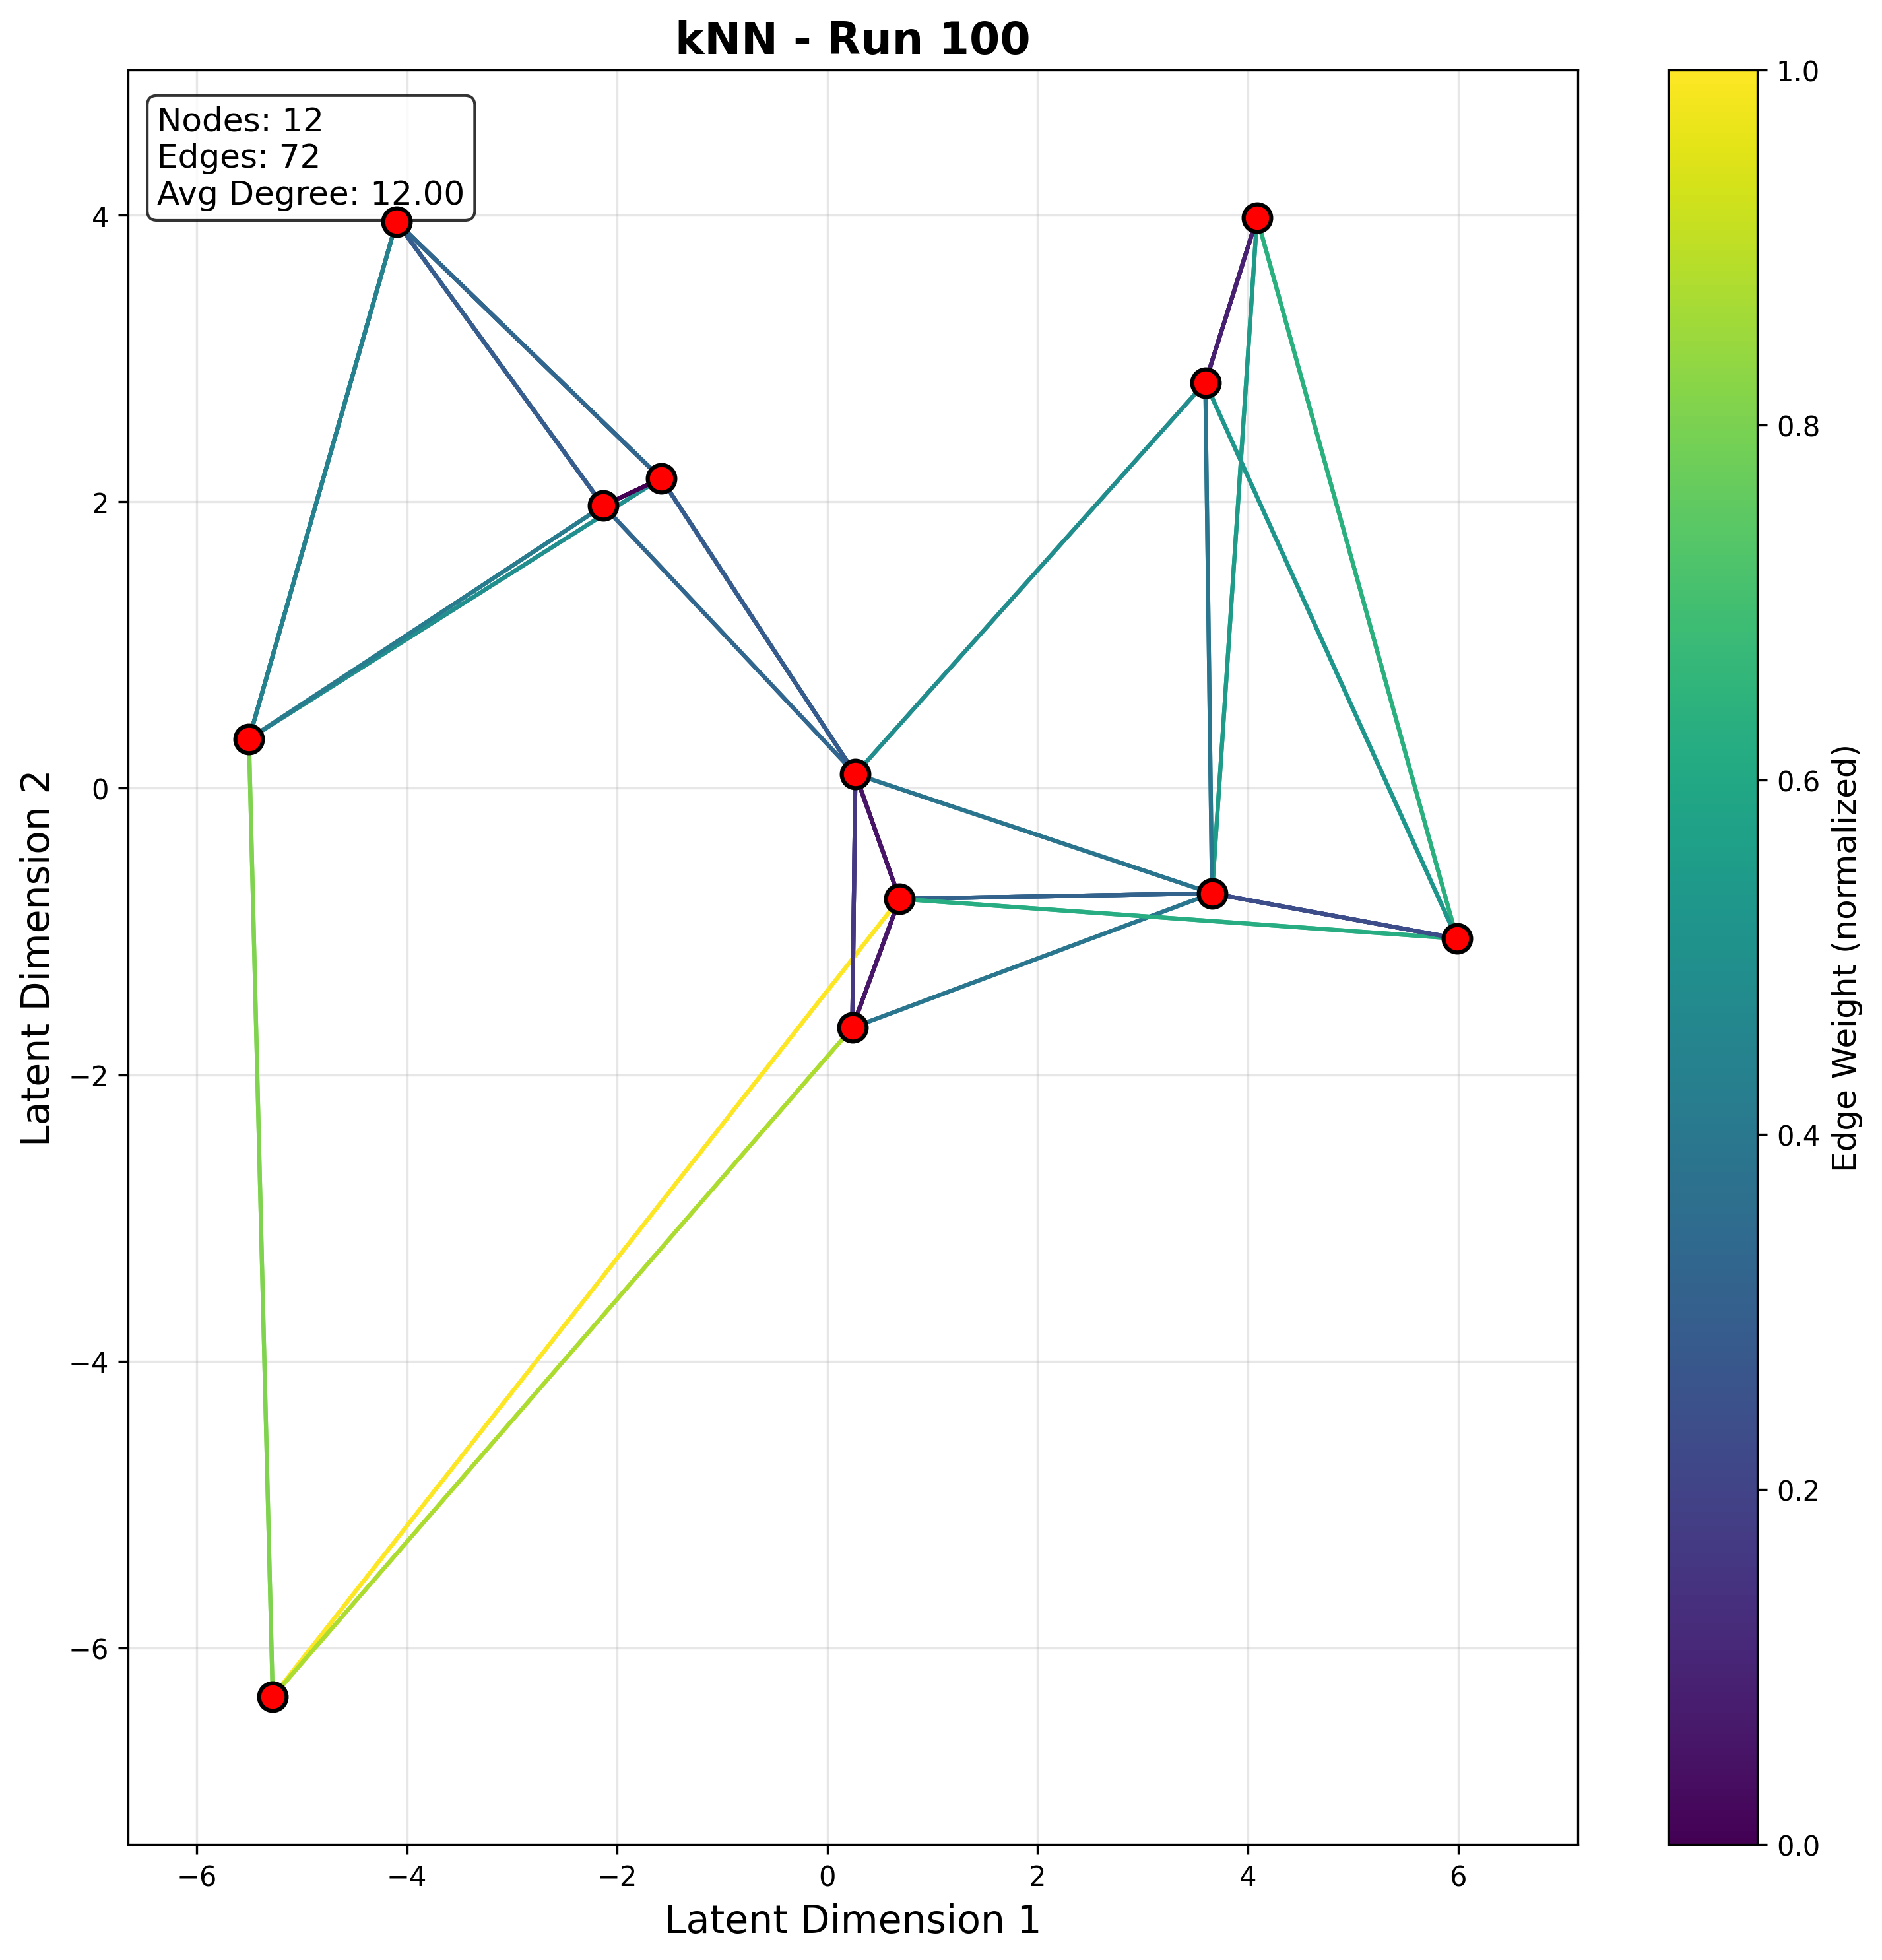 kNN - Run 100
Nodes: 12
Edges: 72
Avg Degree: 12.00
4
2
0
−2
−4
−6
Latent Dimension 2
−6
−4
−2
0
2
4
6
Latent Dimension 1
1.0
0.8
0.6
0.4
0.2
0.0
Edge Weight (normalized)